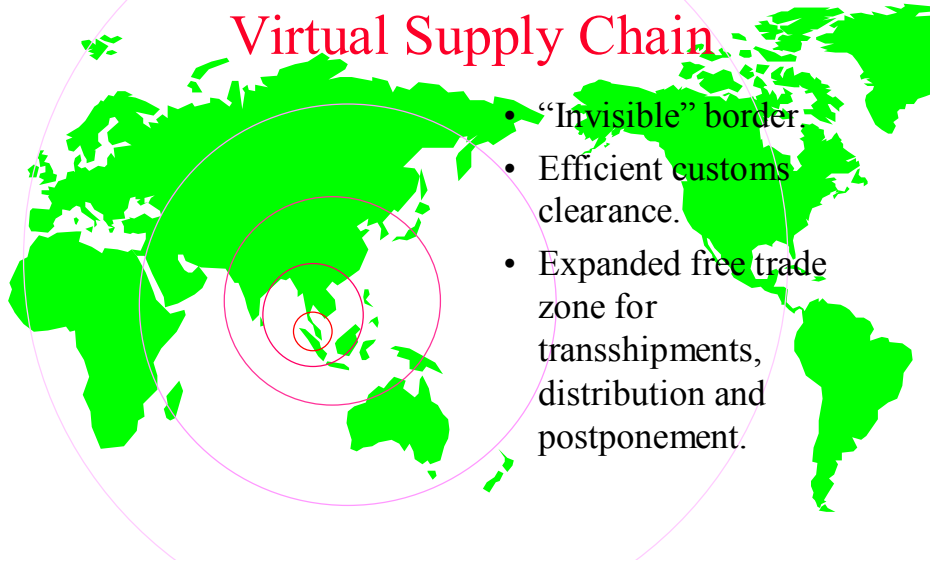 Virtual Supply Chain
• “Invisible” border.
• Efficient customs
clearance.
• Expanded free trade
zone for
transshipments,
distribution and
postponement.